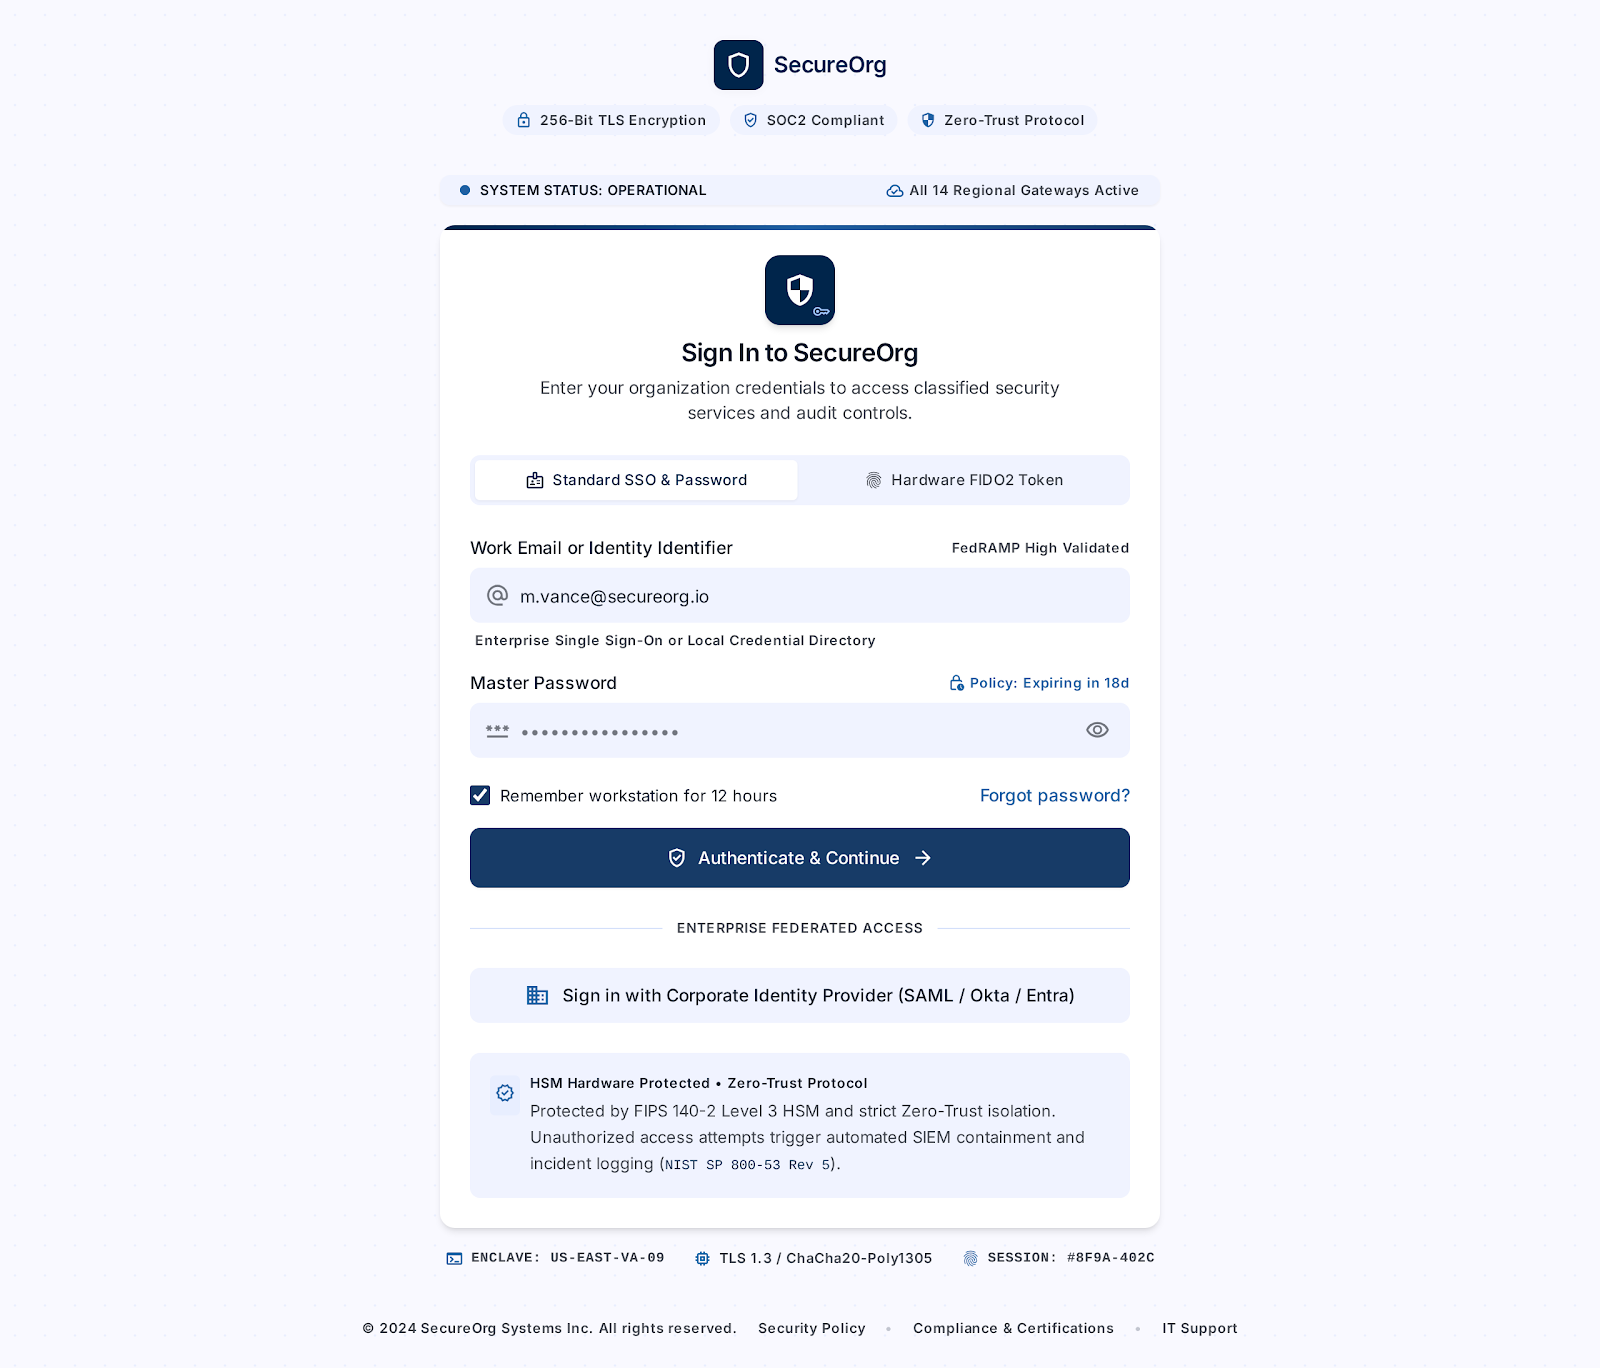 SecureOrg
256-Bit TLS Encryption
SOC2 Compliant
Zero-Trust Protocol
SYSTEM STATUS: OPERATIONAL
All 14 Regional Gateways Active
Sign In to SecureOrg
Enter your organization credentials to access classified security
services and audit controls.
Standard SSO & Password
Hardware FIDO2 Token
Work Email or Identity Identifier
FedRAMP High Validated
m.vance@secureorg.io
Enterprise Single Sign-On or Local Credential Directory
Master Password
Policy: Expiring in 18d
••••••••••••••••
Remember workstation for 12 hours
Forgot password?
Authenticate & Continue
ENTERPRISE FEDERATED ACCESS
Sign in with Corporate Identity Provider (SAML / Okta / Entra)
HSM Hardware Protected • Zero-Trust Protocol
Protected by FIPS 140-2 Level 3 HSM and strict Zero-Trust isolation.
Unauthorized access attempts trigger automated SIEM containment and
incident logging (NIST SP 800-53 Rev 5).
ENCLAVE: US-EAST-VA-09
TLS 1.3 / ChaCha20-Poly1305
SESSION: #8F9A-402C
© 2024 SecureOrg Systems Inc. All rights reserved.
Security Policy • Compliance & Certifications • IT Support